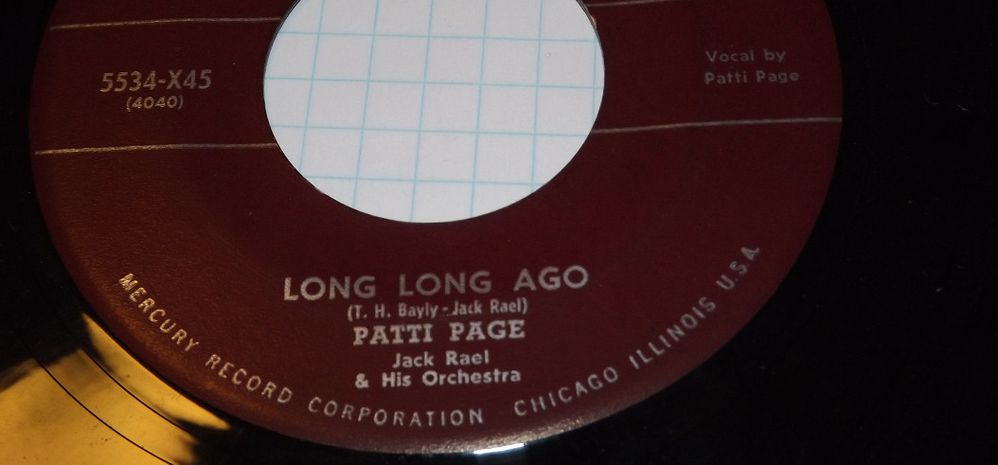 5534-X45
(4040)
Vocal by
Patti Page
LONG LONG AGO
(T. H. Bayly - Jack Rael)
PATTI PAGE
Jack Rael
& His Orchestra
MERCURY RECORD CORPORATION CHICAGO ILLINOIS U.S.A.